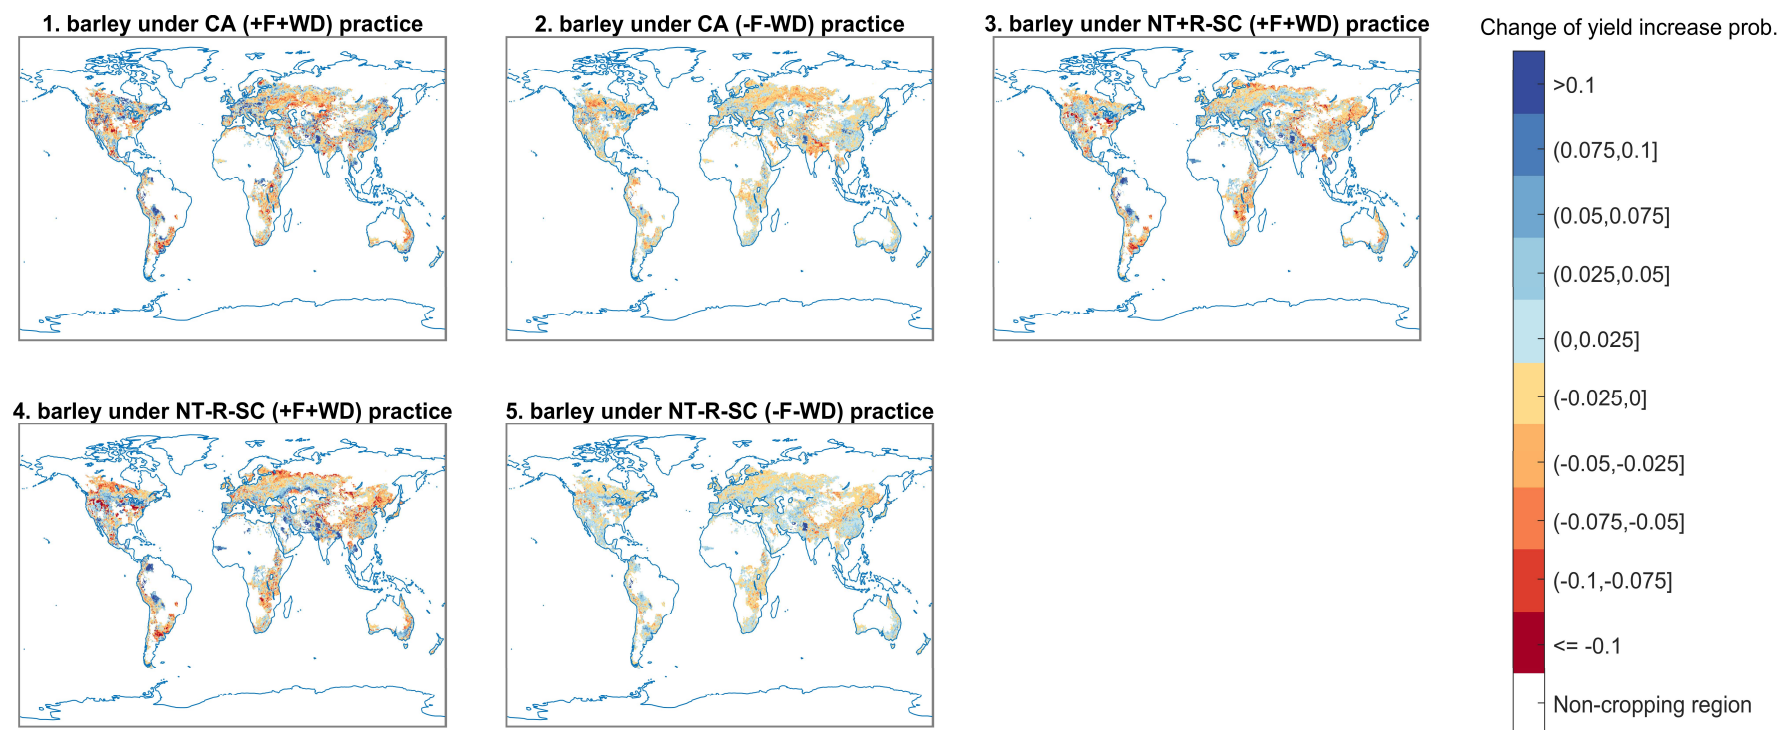 1. barley under CA (+F+WD) practice
2. barley under CA (-F-WD) practice
3. barley under NT+R-SC (+F+WD) practice
Change of yield increase prob.
>0.1
(0.075,0.1]
(0.05,0.075]
(0.025,0.05]
(0,0.025]
(-0.025,0]
(-0.05,-0.025]
(-0.075,-0.05]
(-0.1,-0.075]
<= -0.1
Non-cropping region
4. barley under NT-R-SC (+F+WD) practice
5. barley under NT-R-SC (-F-WD) practice